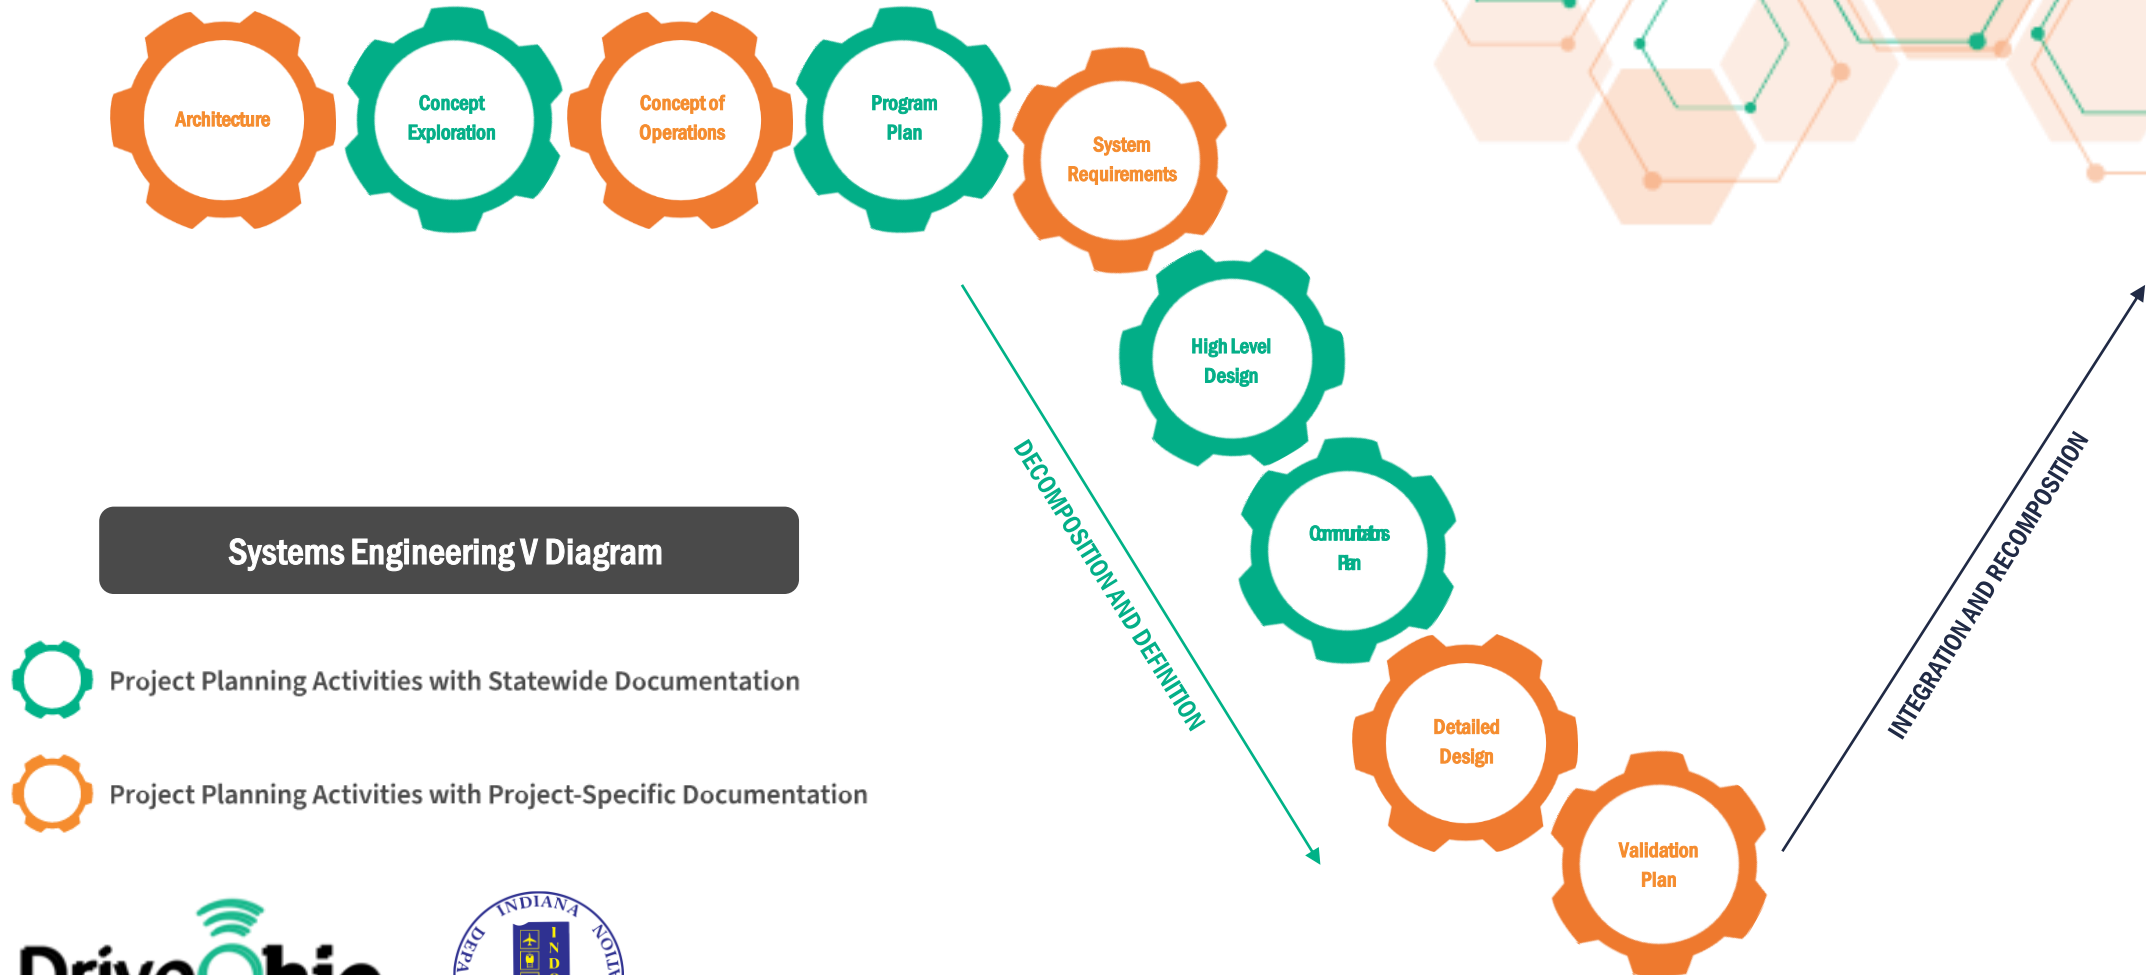 Architecture
Concept
Exploration
Concept of
Operations
Program
Plan
System
Requirements
High Level
Design
Communications
Plan
Detailed
Design
Validation
Plan
DECOMPOSITION AND DEFINITION
INTEGRATION AND RECOMPOSITION
Systems Engineering V Diagram
Project Planning Activities with Statewide Documentation
Project Planning Activities with Project-Specific Documentation
DriveOhio
INDIANA